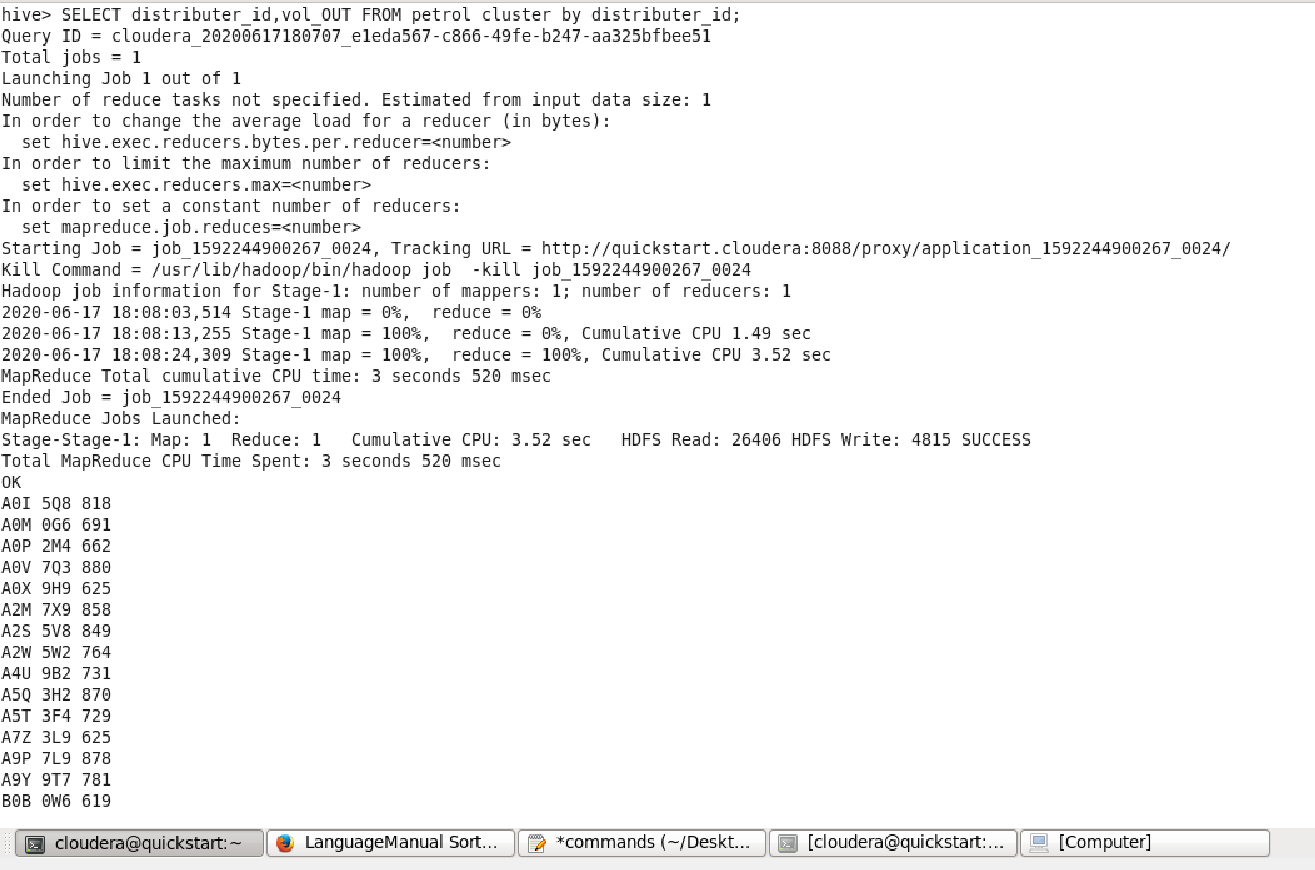 hive> SELECT distributer_id,vol_OUT FROM petrol cluster by distributer_id;
Query ID = cloudera_20200617180707_e1eda567-c866-49fe-b247-aa325bfbee51
Total jobs = 1
Launching Job 1 out of 1
Number of reduce tasks not specified. Estimated from input data size: 1
In order to change the average load for a reducer (in bytes):
  set hive.exec.reducers.bytes.per.reducer=<number>
In order to limit the maximum number of reducers:
  set hive.exec.reducers.max=<number>
In order to set a constant number of reducers:
  set mapreduce.job.reduces=<number>
Starting Job = job_1592244900267_0024, Tracking URL = http://quickstart.cloudera:8088/proxy/application_1592244900267_0024/
Kill Command = /usr/lib/hadoop/bin/hadoop job  -kill job_1592244900267_0024
Hadoop job information for Stage-1: number of mappers: 1; number of reducers: 1
2020-06-17 18:08:03,514 Stage-1 map = 0%,  reduce = 0%
2020-06-17 18:08:13,255 Stage-1 map = 100%,  reduce = 0%, Cumulative CPU 1.49 sec
2020-06-17 18:08:24,309 Stage-1 map = 100%,  reduce = 100%, Cumulative CPU 3.52 sec
MapReduce Total cumulative CPU time: 3 seconds 520 msec
Ended Job = job_1592244900267_0024
MapReduce Jobs Launched:
Stage-Stage-1: Map: 1  Reduce: 1   Cumulative CPU: 3.52 sec   HDFS Read: 26406 HDFS Write: 4815 SUCCESS
Total MapReduce CPU Time Spent: 3 seconds 520 msec
OK
A0I 5Q8 818
A0M 0G6 691
A0P 2M4 662
A0V 7Q3 880
A0X 9H9 625
A2M 7X9 858
A2S 5V8 849
A2W 5W2 764
A4U 9B2 731
A5Q 3H2 870
A5T 3F4 729
A7Z 3L9 625
A9P 7L9 878
A9Y 9T7 781
B0B 0W6 619
cloudera@quickstart:~ LanguageManual Sort... *commands (~/Deskt... [cloudera@quickstart:... [Computer]